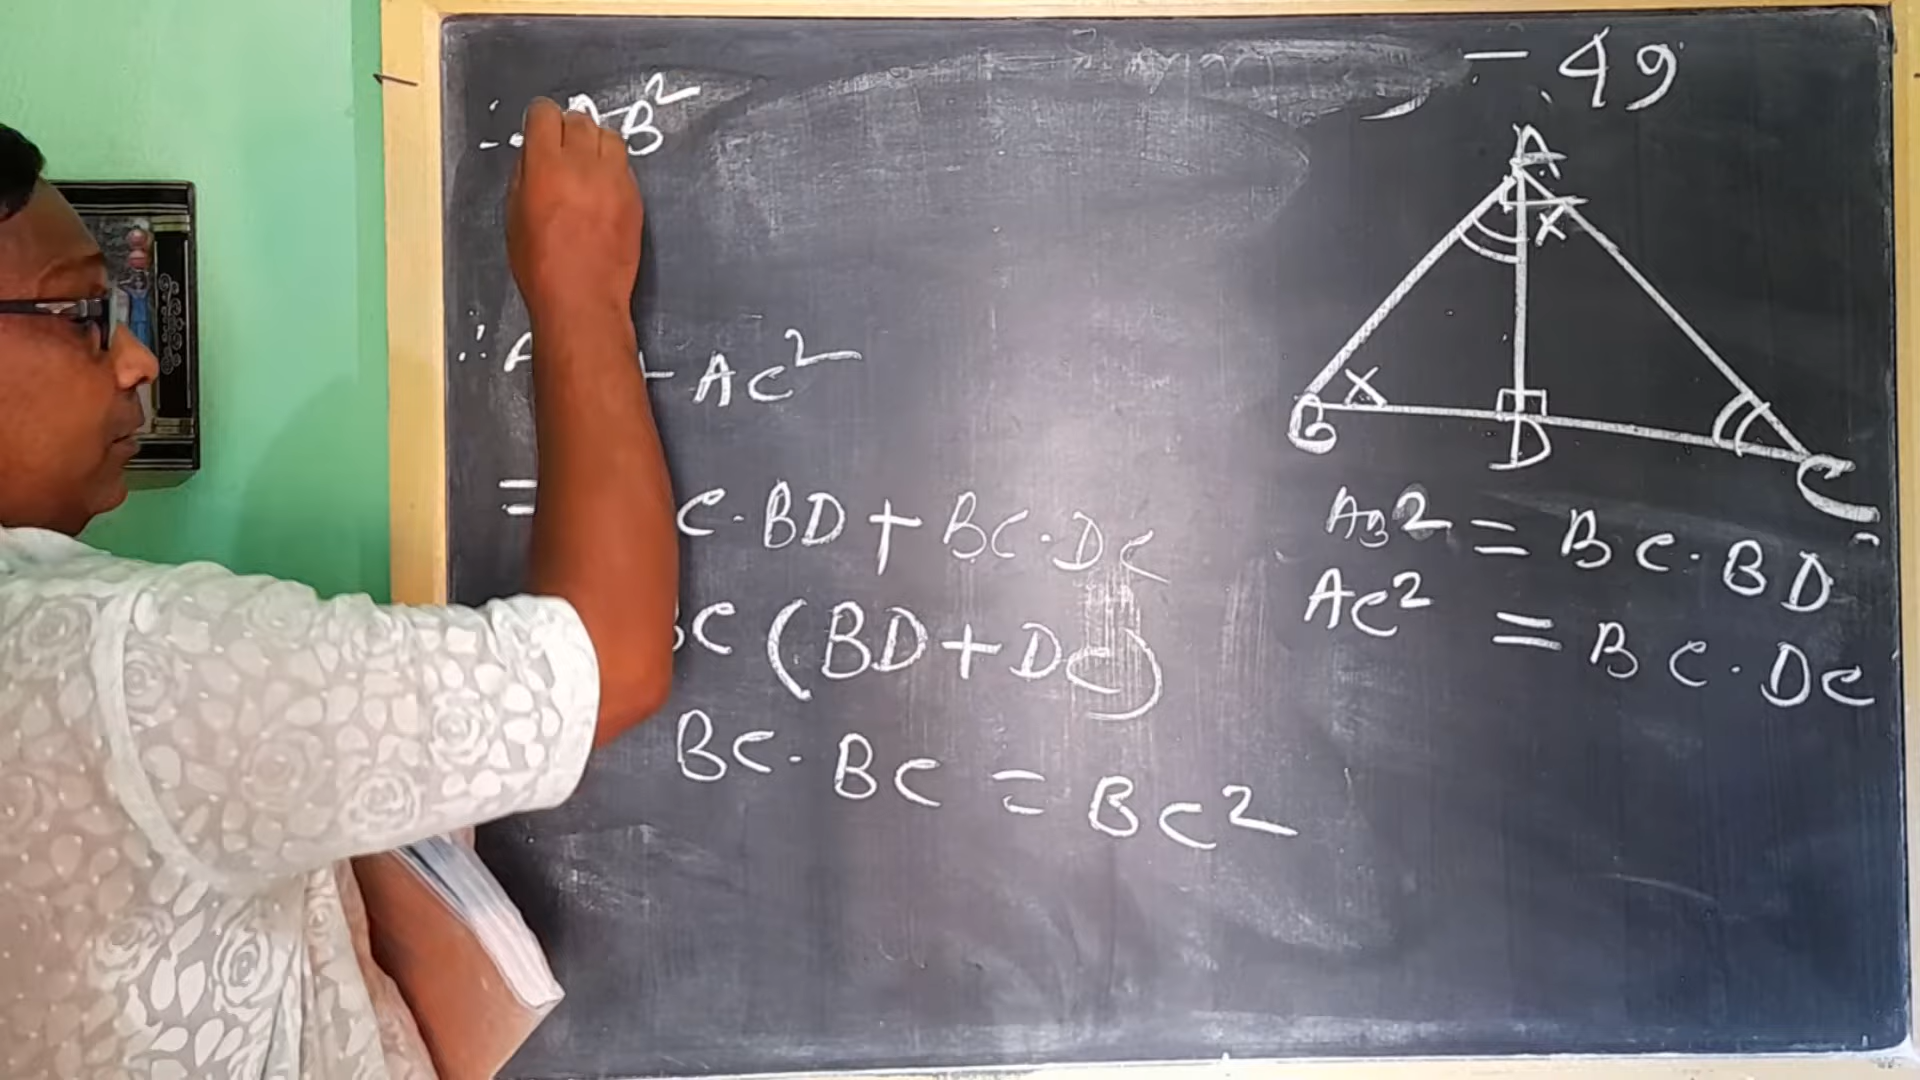 - 49
∴ AB²
∴ A + AC²
= C·BD + BC·DC
BC (BD + DC)
BC·BC = BC²
A
X
X
B
D
C
AB² = BC·BD
AC² = BC·DC